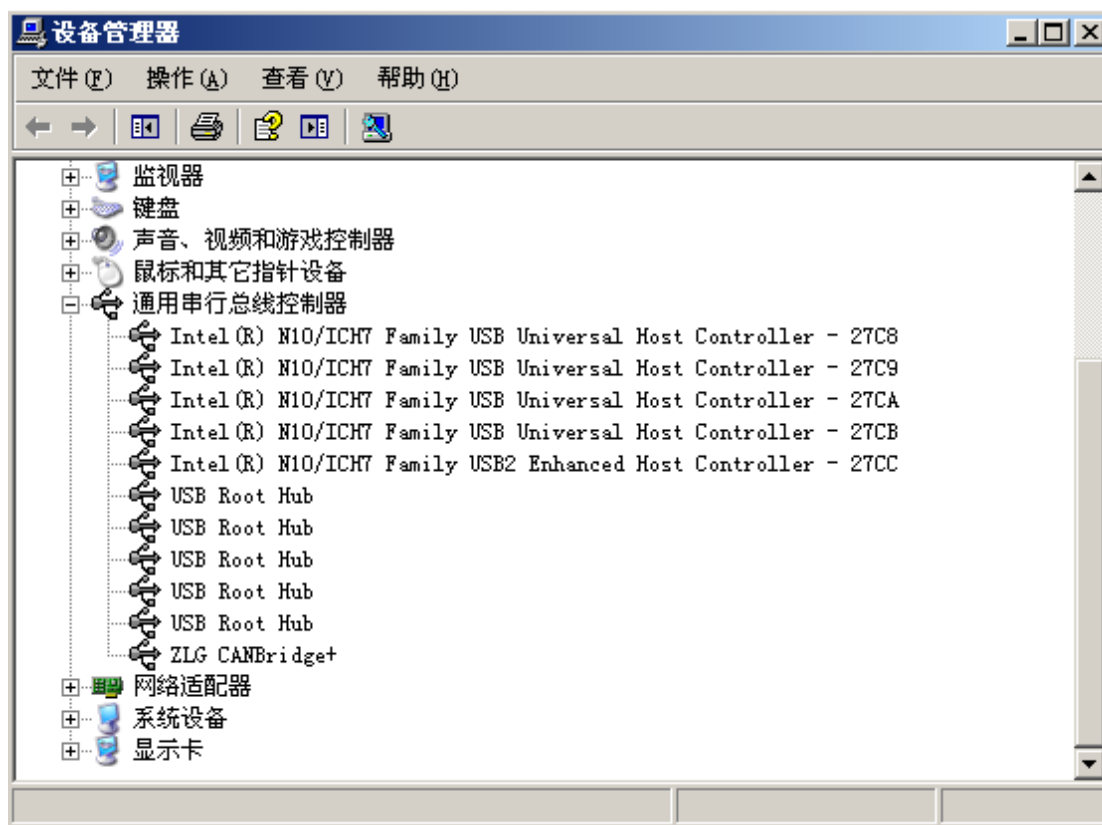 设备管理器
文件(F) 操作(A) 查看(V) 帮助(H)
监视器
键盘
声音、视频和游戏控制器
鼠标和其它指针设备
通用串行总线控制器
Intel(R) N10/ICH7 Family USB Universal Host Controller - 27C8
Intel(R) N10/ICH7 Family USB Universal Host Controller - 27C9
Intel(R) N10/ICH7 Family USB Universal Host Controller - 27CA
Intel(R) N10/ICH7 Family USB Universal Host Controller - 27CB
Intel(R) N10/ICH7 Family USB2 Enhanced Host Controller - 27CC
USB Root Hub
USB Root Hub
USB Root Hub
USB Root Hub
USB Root Hub
ZLG CANBridge+
网络适配器
系统设备
显示卡